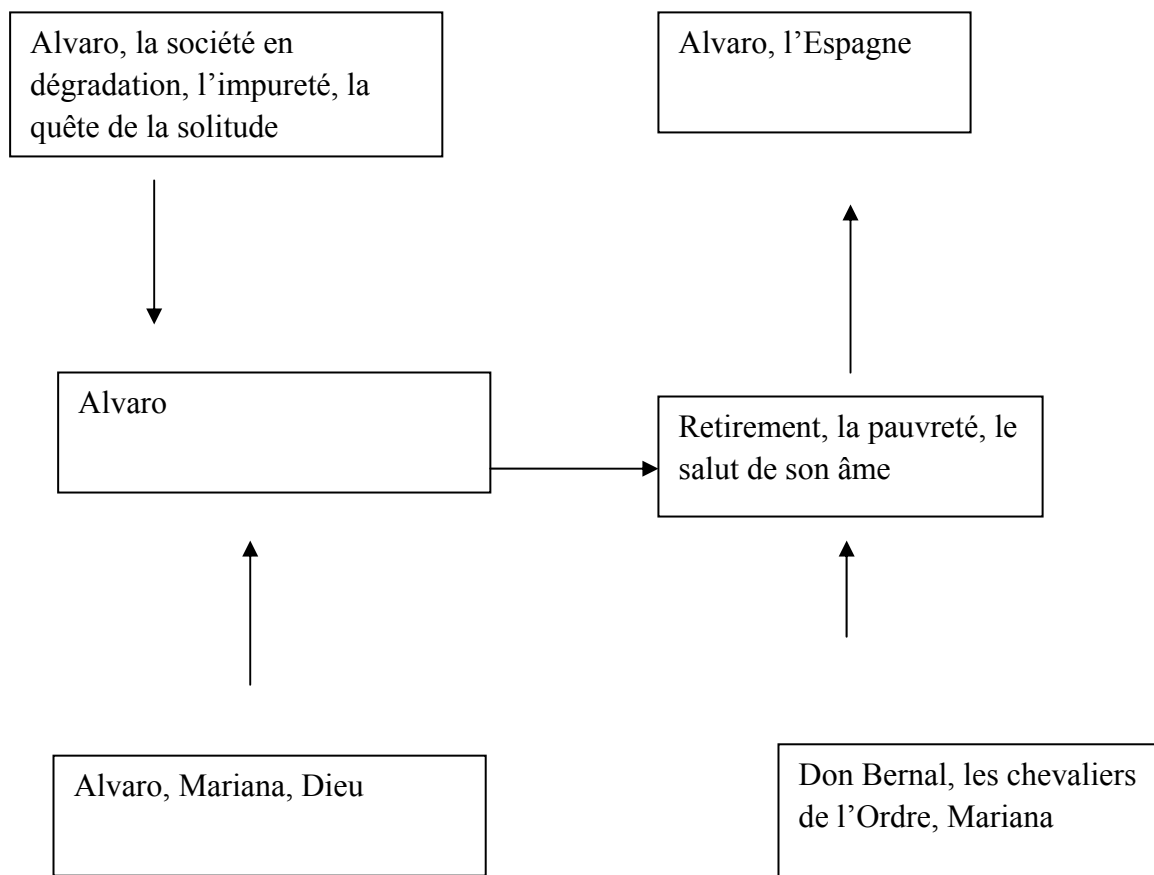 Alvaro, la société en
dégradation, l’impureté, la
quête de la solitude
Alvaro, l’Espagne
Alvaro
Retirement, la pauvreté, le
salut de son âme
Alvaro, Mariana, Dieu
Don Bernal, les chevaliers
de l’Ordre, Mariana